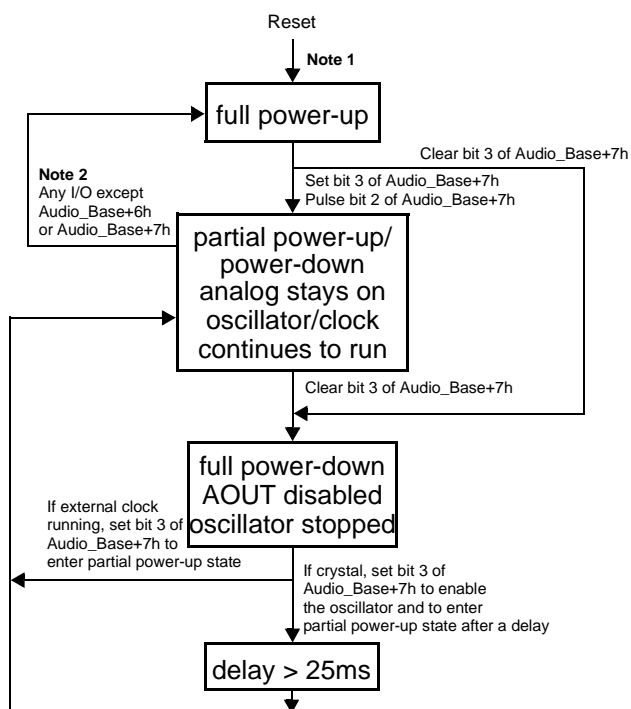 Reset
Note 1
full power-up
Clear bit 3 of Audio_Base+7h
Note 2
Any I/O except
Audio_Base+6h
or Audio_Base+7h
Set bit 3 of Audio_Base+7h
Pulse bit 2 of Audio_Base+7h
partial power-up/
power-down
analog stays on
oscillator/clock
continues to run
Clear bit 3 of Audio_Base+7h
full power-down
AOUT disabled
oscillator stopped
If external clock
running, set bit 3 of
Audio_Base+7h to
enter partial power-up state
If crystal, set bit 3 of
Audio_Base+7h to enable
the oscillator and to enter
partial power-up state after a delay
delay > 25ms